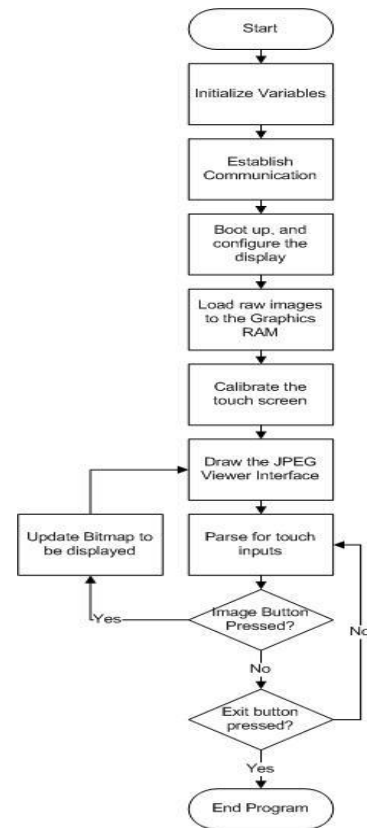 Start
Initialize Variables
Establish
Communication
Boot up, and
configure the
display
Load raw images
to the Graphics
RAM
Calibrate the
touch screen
Draw the JPEG
Viewer Interface
Update Bitmap to
be displayed
Parse for touch
inputs
Image Button
Pressed?
Yes
No
No
Exit button
pressed?
Yes
End Program